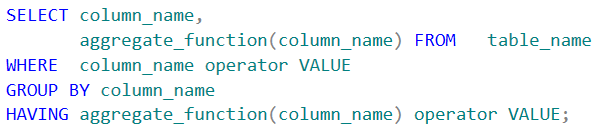 SELECT column_name,
aggregate_function(column_name) FROM table_name
WHERE column_name operator VALUE
GROUP BY column_name
HAVING aggregate_function(column_name) operator VALUE;